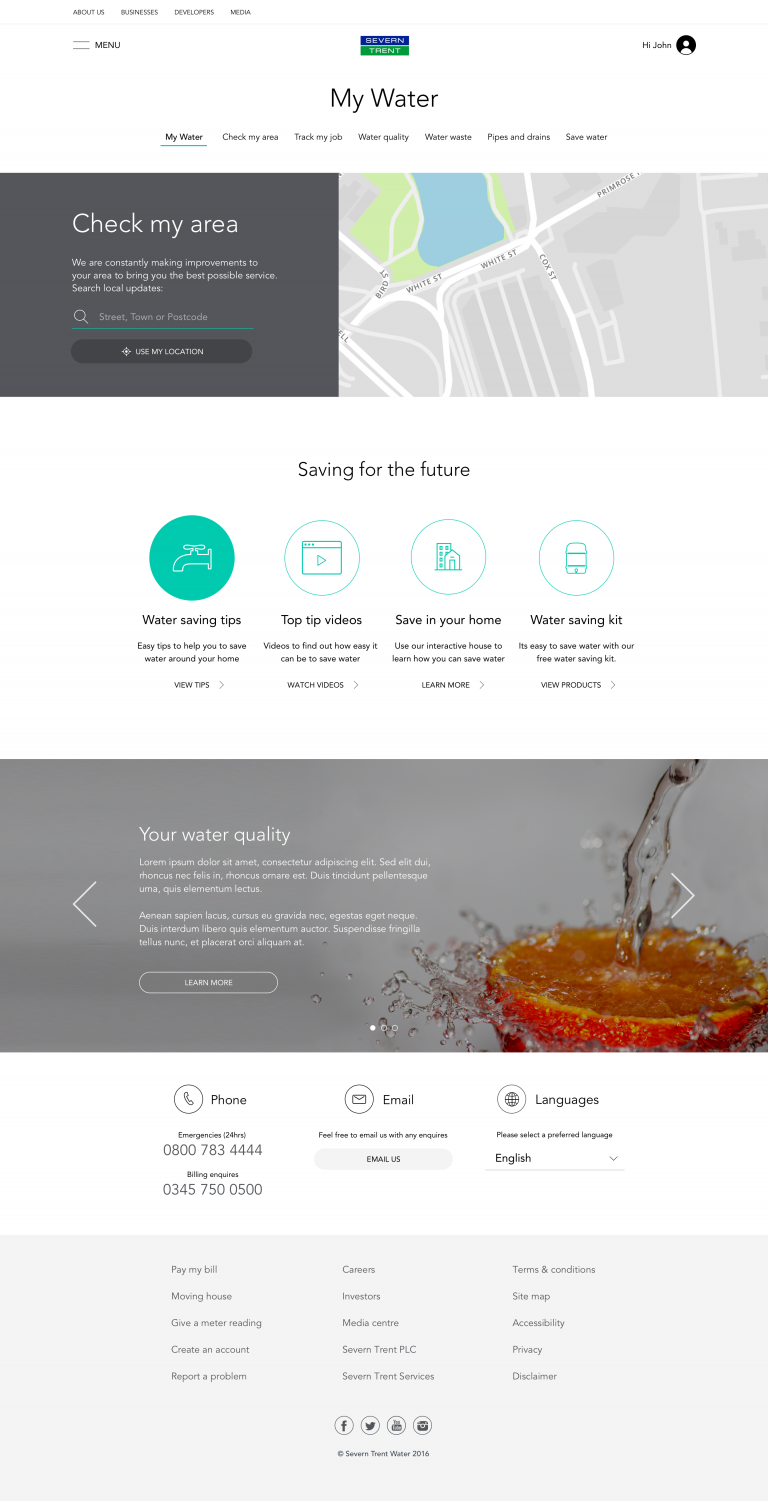 ABOUT US BUSINESSES DEVELOPERS MEDIA
MENU
SEVERN
TRENT
Hi John
My Water
My Water Check my area Track my job Water quality Water waste Pipes and drains Save water
Check my area
We are constantly making improvements to
your area to bring you the best possible service.
Search local updates:
Street, Town or Postcode
USE MY LOCATION
PRIMROSE
WHITE ST
WHITE ST
COX ST
BIRD ST
ELL
Saving for the future
Water saving tips
Easy tips to help you to save
water around your home
VIEW TIPS
Top tip videos
Videos to find out how easy it
can be to save water
WATCH VIDEOS
Save in your home
Use our interactive house to
learn how you can save water
LEARN MORE
Water saving kit
Its easy to save water with our
free water saving kit.
VIEW PRODUCTS
Your water quality
Lorem ipsum dolor sit amet, consectetur adipiscing elit. Sed elit dui,
rhoncus nec felis in, rhoncus ornare est. Duis tincidunt pellentesque
uma, quis elementum lectus.
Aenean sapien lacus, cursus eu gravida nec, egestas eget neque.
Duis interdum libero quis elementum auctor. Suspendisse fringilla
tellus nunc, et placerat orci aliquam at.
LEARN MORE
Phone
Emergencies (24hrs)
0800 783 4444
Billing enquires
0345 750 0500
Email
Feel free to email us with any enquires
EMAIL US
Languages
Please select a preferred language
English
Pay my bill
Moving house
Give a meter reading
Create an account
Report a problem
Careers
Investors
Media centre
Severn Trent PLC
Severn Trent Services
Terms & conditions
Site map
Accessibility
Privacy
Disclaimer
You
Tube
© Severn Trent Water 2016